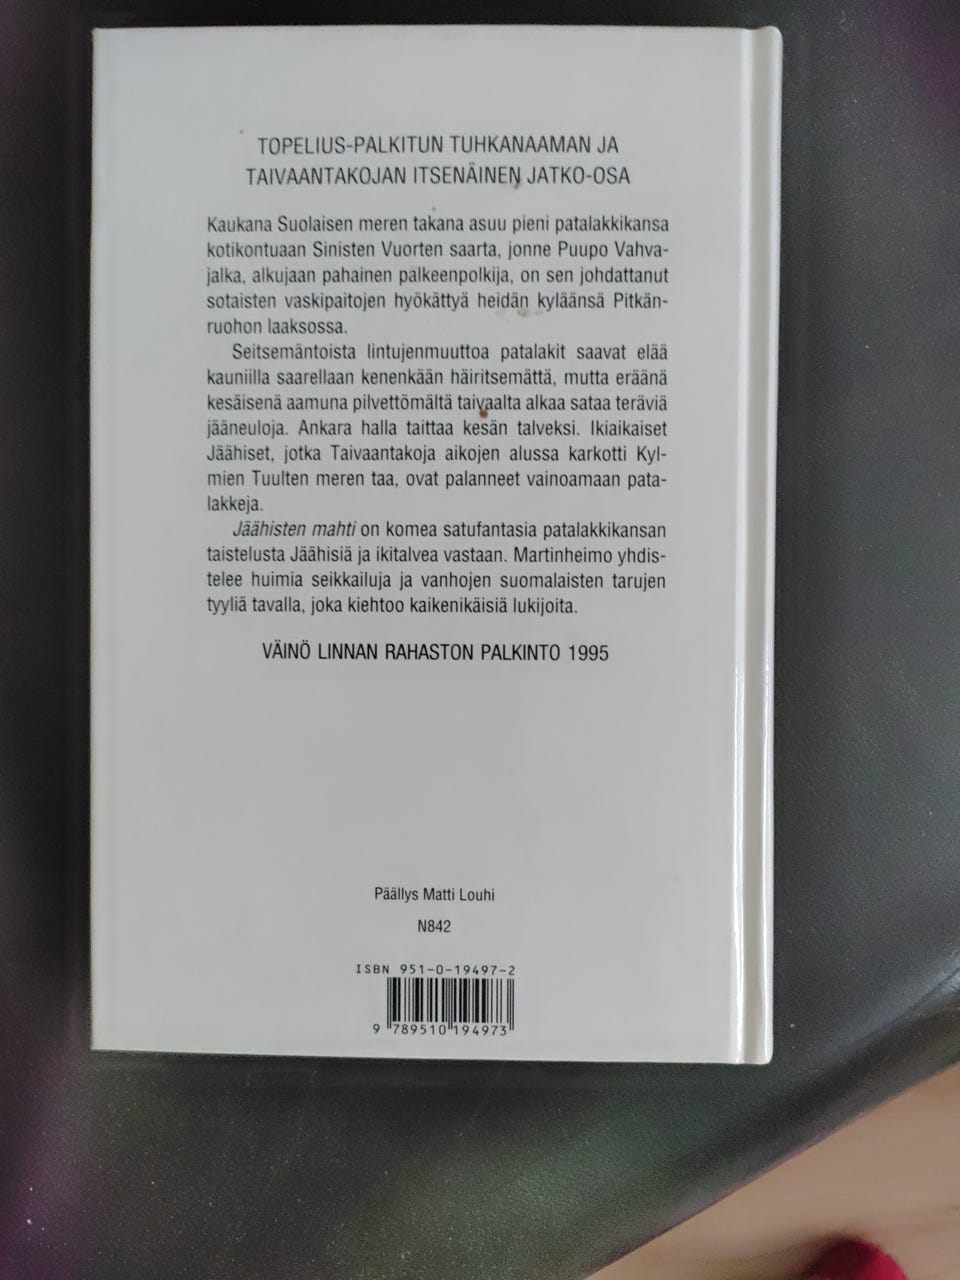 TOPELIUS-PALKITUN TUHKANAAMAN JA
TAIVAANTAKOJAN ITSENÄINEN JATKO-OSA
Kaukana Suolaisen meren takana asuu pieni patalakkikansa
kotikontuaan Sinisten Vuorten saarta, jonne Puupo Vahva-
jalka, alkujaan pahainen palkeenpolkija, on sen johdattanut
sotaisten vaskipaitojen hyökättyä heidän kyläänsä Pitkän-
ruohon laaksossa.
Seitsemäntoista lintujenmuuttoa patalakit saavat elää
kauniilla saarellaan kenenkään häiritsemättä, mutta eräänä
kesäisenä aamuna pilvettömältä taivaalta alkaa sataa teräviä
jääneuloja. Ankara halla taittaa kesän talveksi. Ikiaikaiset
Jäähiset, jotka Taivaantakoja aikojen alussa karkotti Kyl-
mien Tuulten meren taa, ovat palanneet vainoamaan pata-
lakkeja.
Jäähisten mahti on komea satufantasia patalakkikansan
taistelusta Jäähisiä ja ikitalvea vastaan. Martinheimo yhdis-
telee huimia seikkailuja ja vanhojen suomalaisten tarujen
tyyliä tavalla, joka kiehtoo kaikenikäisiä lukijoita.
VÄINÖ LINNAN RAHASTON PALKINTO 1995
Päällys Matti Louhi
N842
ISBN 951-0-19497-2
9 789510 194973